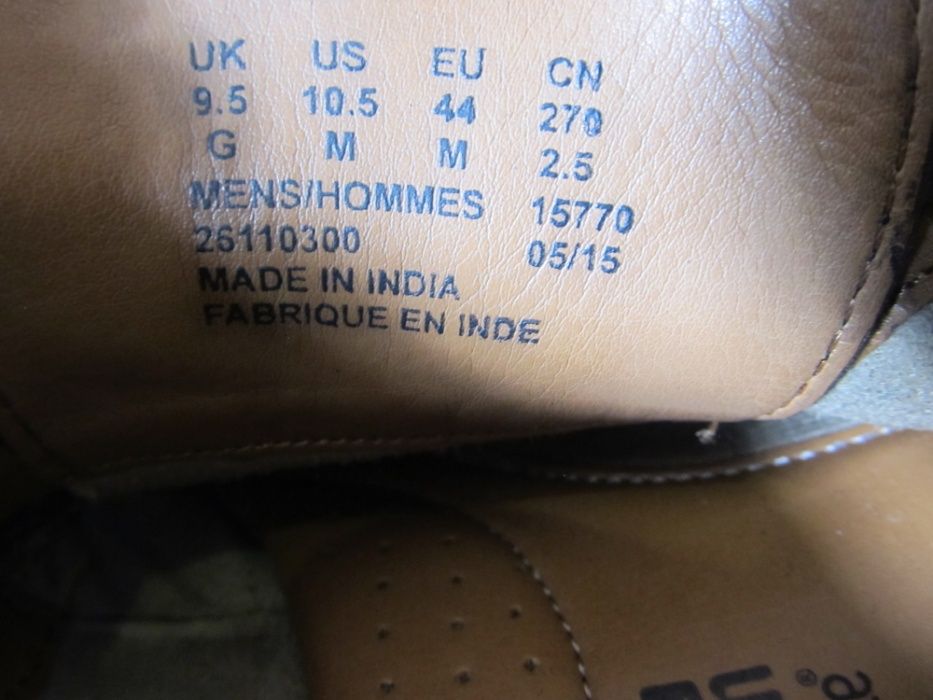 UK US EU CN
9.5 10.5 44 270
G M M 2.5
MENS/HOMMES 15770
26110300 05/15
MADE IN INDIA
FABRIQUE EN INDE